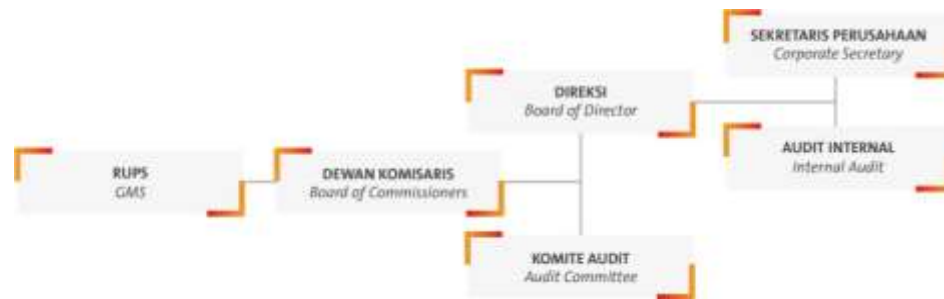 SEKRETARIS PERUSAHAAN
Corporate Secretary
DIREKSI
Board of Director
AUDIT INTERNAL
Internal Audit
RUPS
GMS
DEWAN KOMISARIS
Board of Commissioners
KOMITE AUDIT
Audit Committee